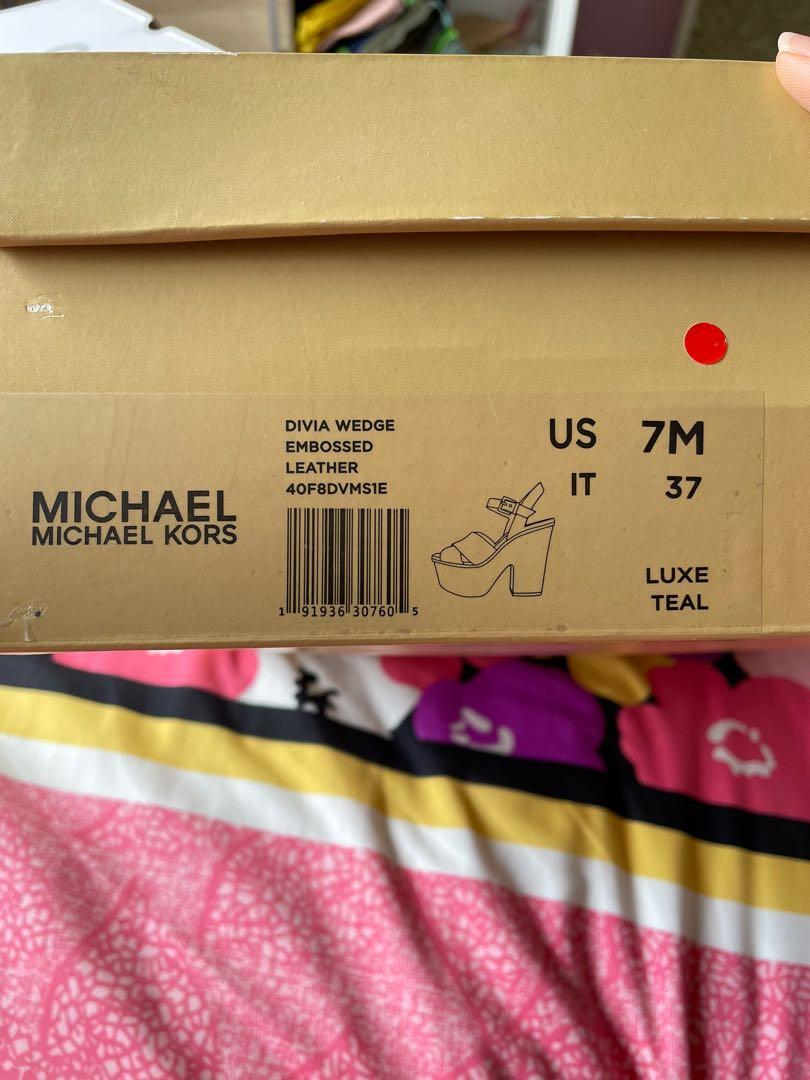 MICHAEL
MICHAEL KORS
DIVIA WEDGE
EMBOSSED
LEATHER
40F8DVMS1E
1 91936 30760 5
US 7M
IT 37
LUXE
TEAL